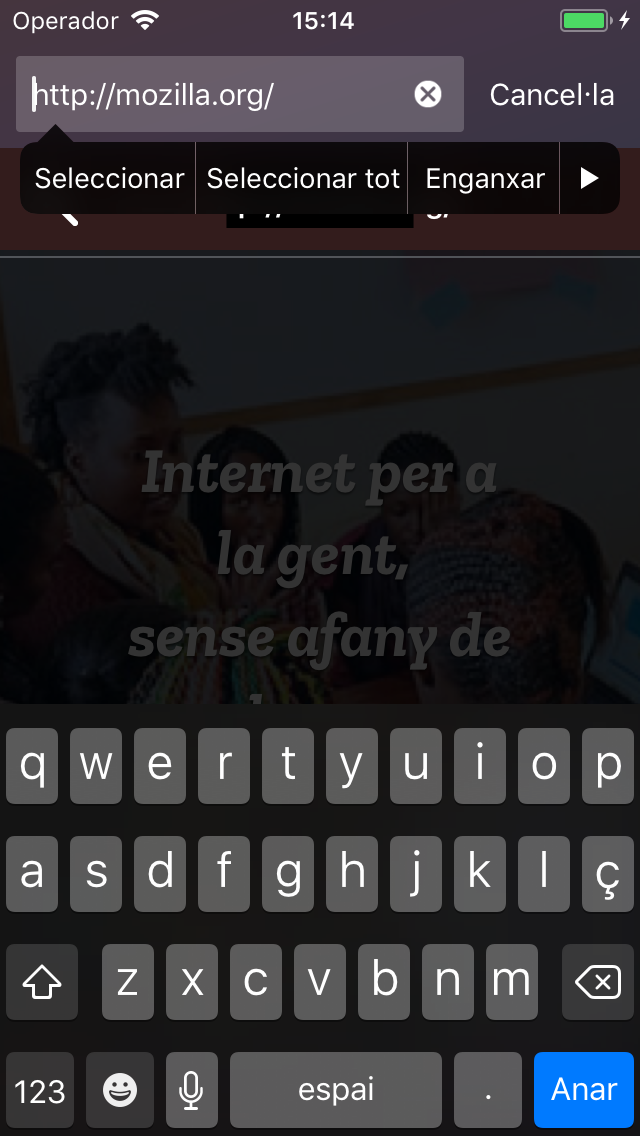 Operador 15:14
http://mozilla.org/ Cancel·la
Seleccionar Seleccionar tot Enganxar
Internet per a
la gent,
sense afany de
q w e r t y u i o p
a s d f g h j k l ç
z x c v b n m
123 espai . Anar